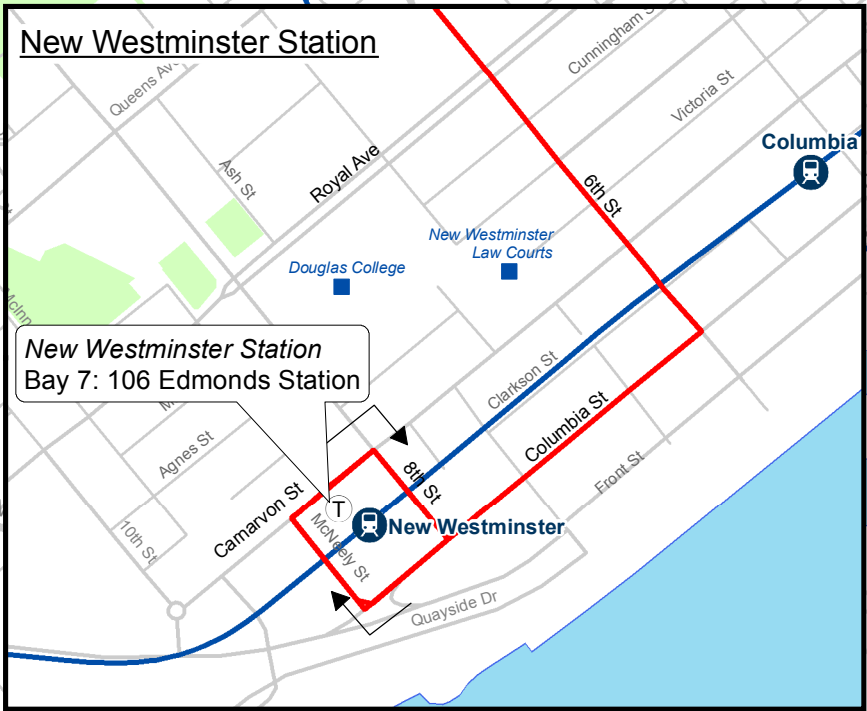 New Westminster Station
Cunningham S
Queens Ave
Victoria St
Columbia
Ash St
Royal Ave
6th St
New Westminster
Law Courts
Douglas College
McInn
New Westminster Station
Bay 7: 106 Edmonds Station
Clarkson St
Columbia St
Agnes St
8th St
Front St
Camarvon St
T
10th St
New Westminster
McNeely St
Quayside Dr